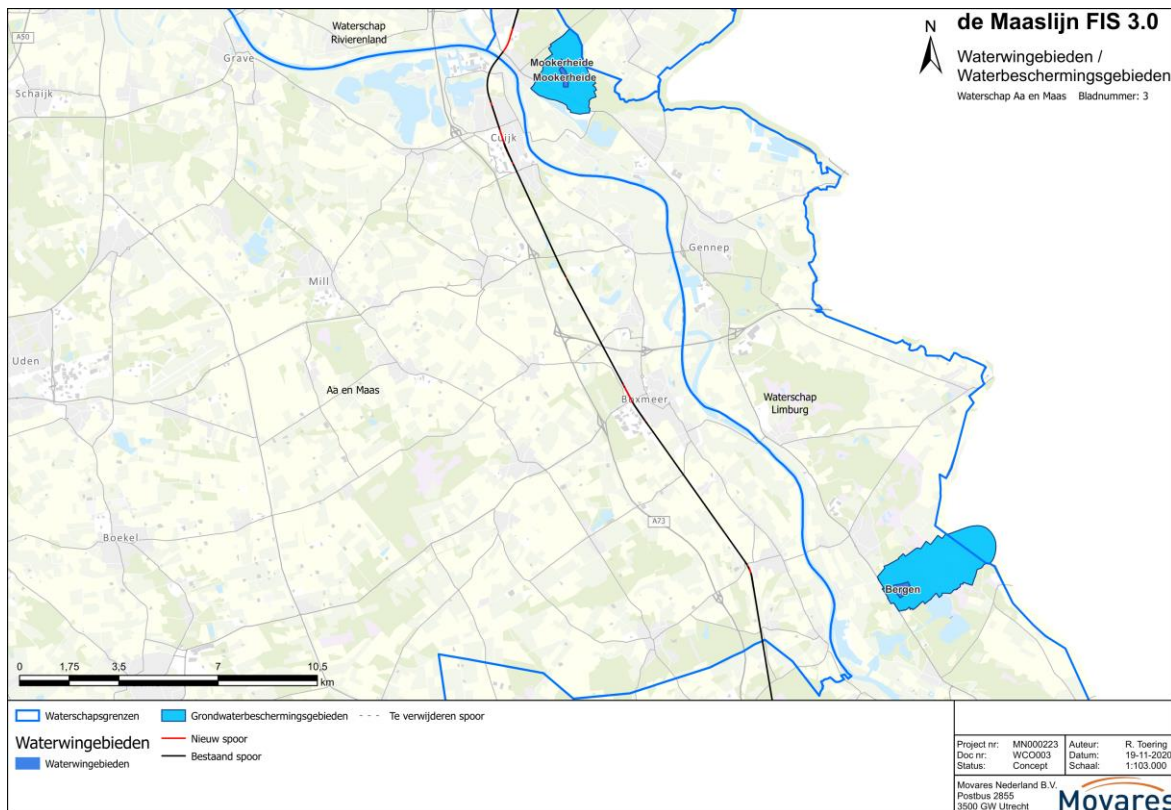 de Maaslijn FIS 3.0
Waterwingebieden /
Waterbeschermingsgebieden
Waterschap Aa en Maas Bladnummer: 3
N
A50
Waterschap
Rivierenland
Grave
Mookerheide
Mookerheide
Schaijk
Cuijk
Gennep
Mill
Uden
Aa en Maas
Boxmeer
Waterschap
Limburg
A73
Boekel
Bergen
0 1,75 3,5 7 10,5
km
Waterschapsgrenzen
Grondwaterbeschermingsgebieden
Te verwijderen spoor
Waterwingebieden
Nieuw spoor
Waterwingebieden
Bestaand spoor
Project nr: MN000223 Auteur: R. Toering
Doc nr: WCO003 Datum: 19-11-2020
Status: Concept Schaal: 1:103.000
Movares Nederland B.V.
Postbus 2855
3500 GW Utrecht
Movares